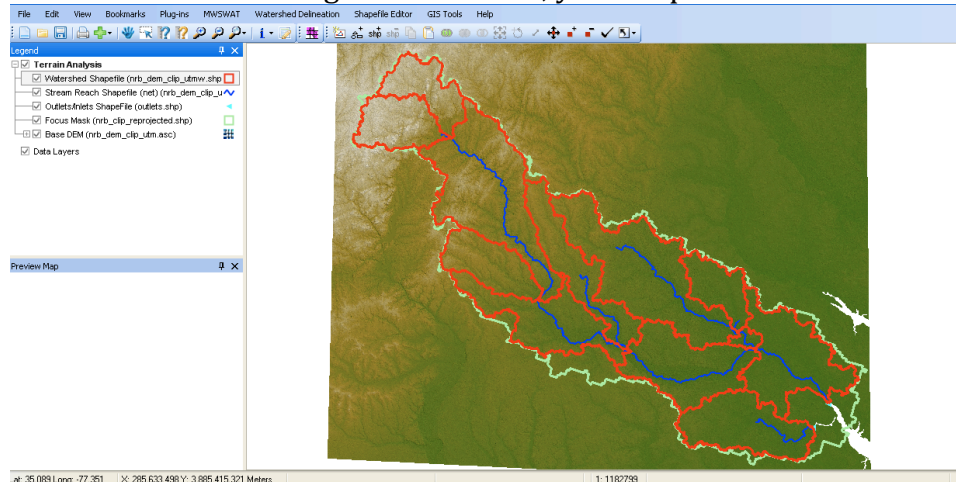 File Edit View Bookmarks Plug-ins MWSWAT Watershed Delineation Shapefile Editor GIS Tools Help
shp shp
Legend
Terrain Analysis
Watershed Shapefile (nrb_dem_clip_utmw.shp
Stream Reach Shapefile (net) (nrb_dem_clip_u
Outlets/Inlets ShapeFile (outlets.shp)
Focus Mask (nrb_clip_reprojected.shp)
Base DEM (nrb_dem_clip_utm.asc)
Data Layers
Preview Map
at: 35.089 Long: -77.351 X: 285,633.498 Y: 3,885,415.321 Meters 1: 1182799